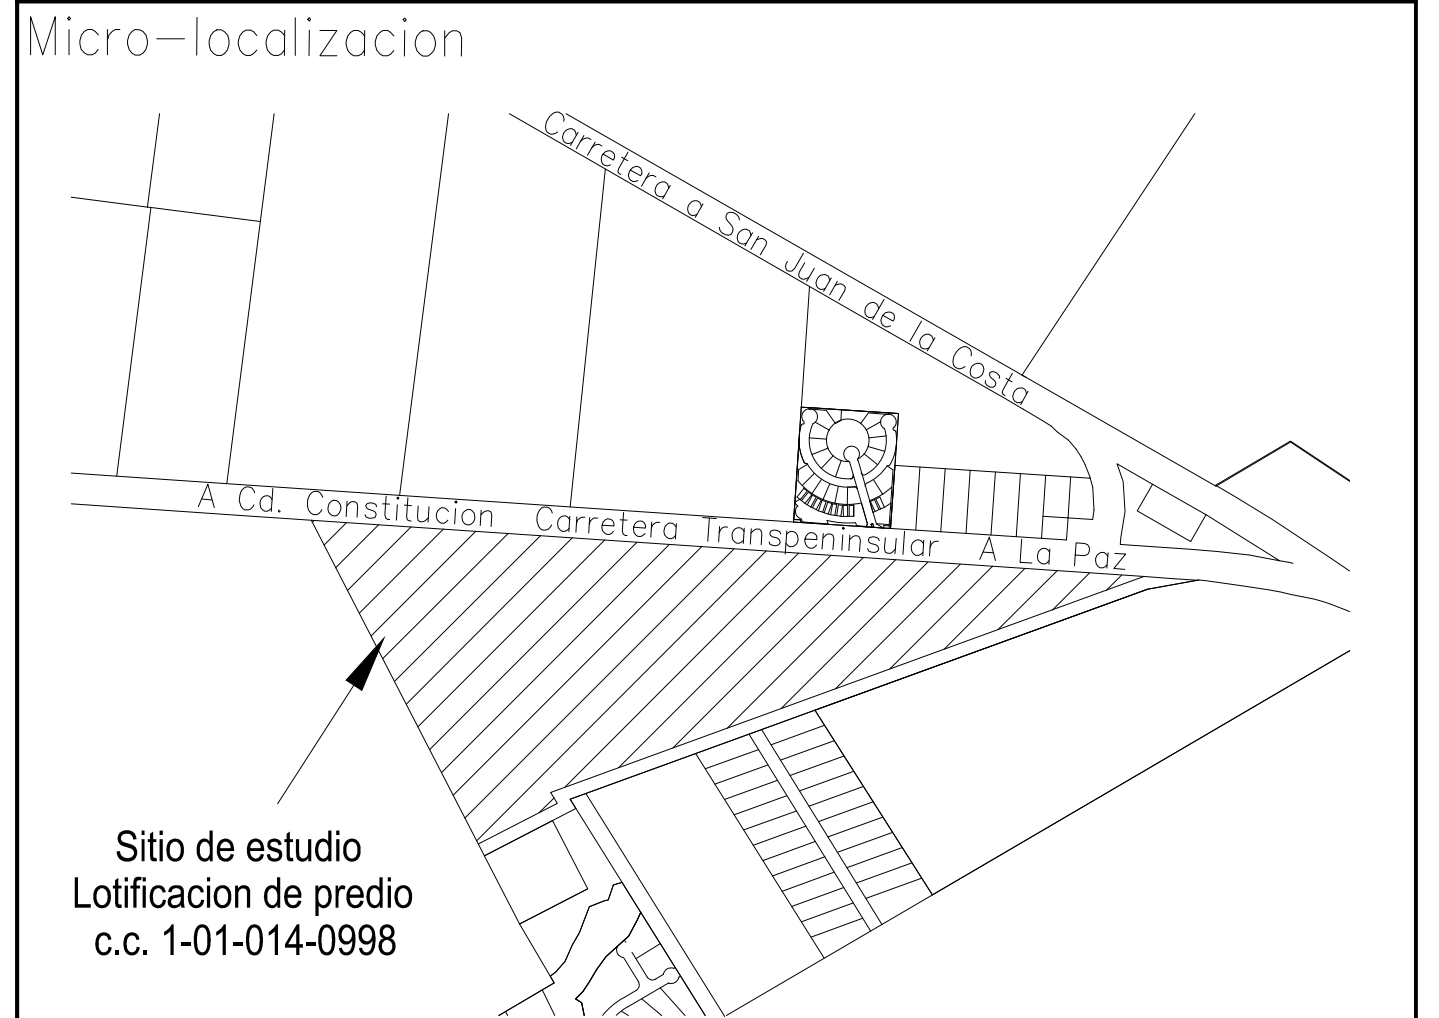 Micro-localizacion
Carretera a San Juan de la Costa
A Cd. Constitucion Carretera Transpeninsular A La Paz
Sitio de estudio
Lotificacion de predio
c.c. 1-01-014-0998